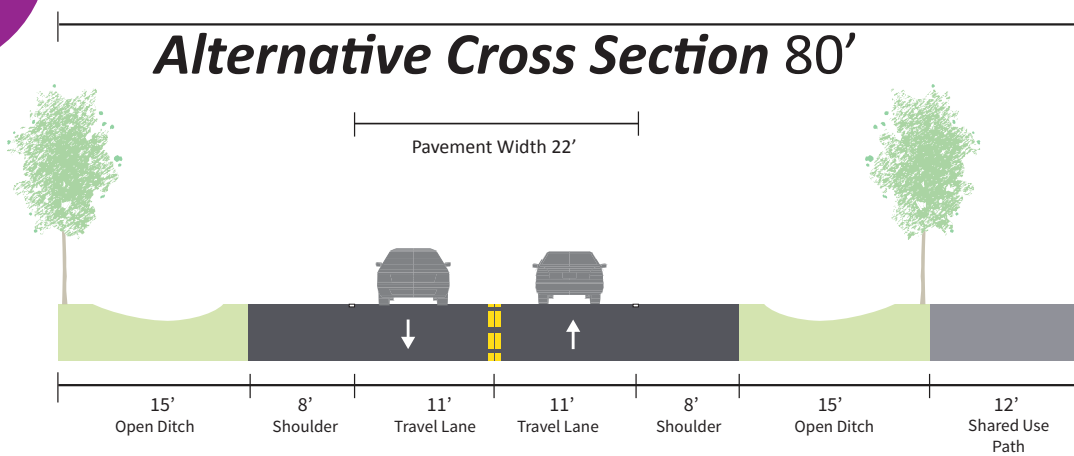 Alternative Cross Section 80’
Pavement Width 22’
15’
Open Ditch
8’
Shoulder
11’
Travel Lane
11’
Travel Lane
8’
Shoulder
15’
Open Ditch
12’
Shared Use
Path